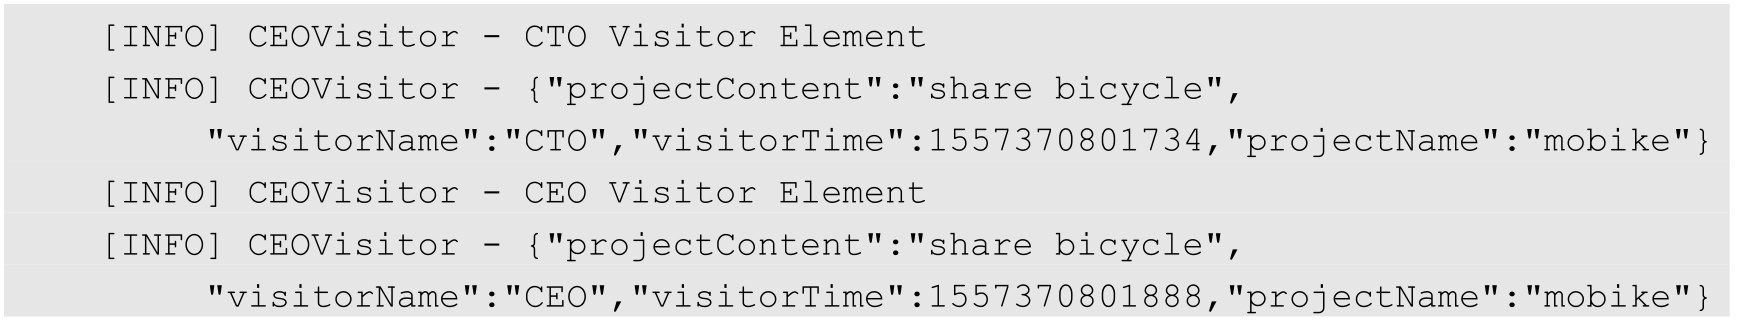 [INFO] CEOVisitor - CTO Visitor Element
[INFO] CEOVisitor - {"projectContent":"share bicycle",
"visitorName":"CTO","visitorTime":1557370801734,"projectName":"mobike"}
[INFO] CEOVisitor - CEO Visitor Element
[INFO] CEOVisitor - {"projectContent":"share bicycle",
"visitorName":"CEO","visitorTime":1557370801888,"projectName":"mobike"}